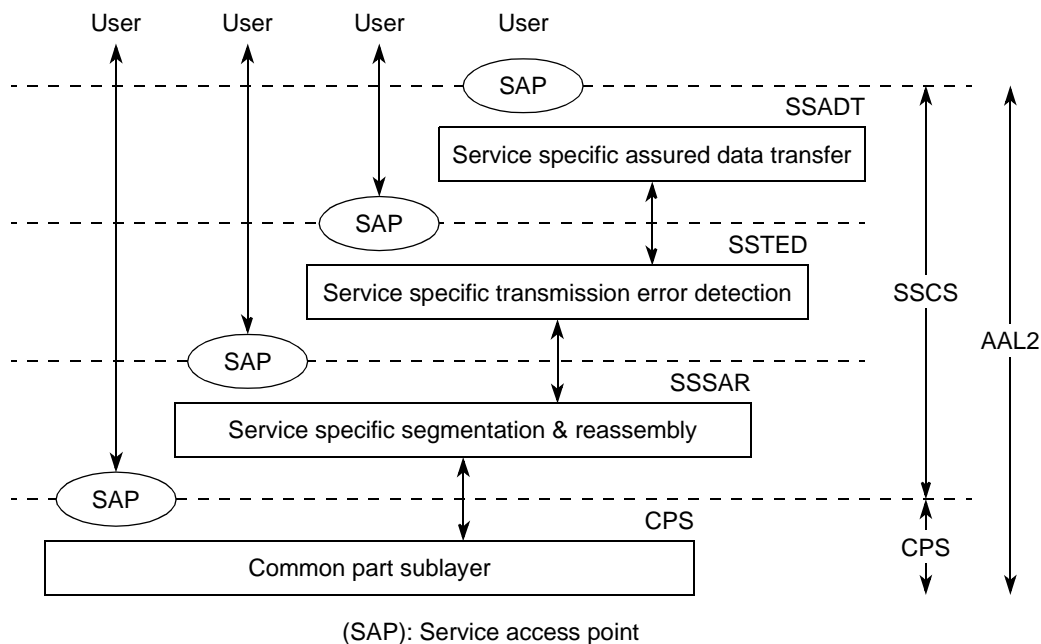 User User User User
SAP
SSADT
Service specific assured data transfer
SAP
SSTED
Service specific transmission error detection
SSCS
AAL2
SAP
SSSAR
Service specific segmentation & reassembly
SAP
CPS
CPS
Common part sublayer
(SAP): Service access point